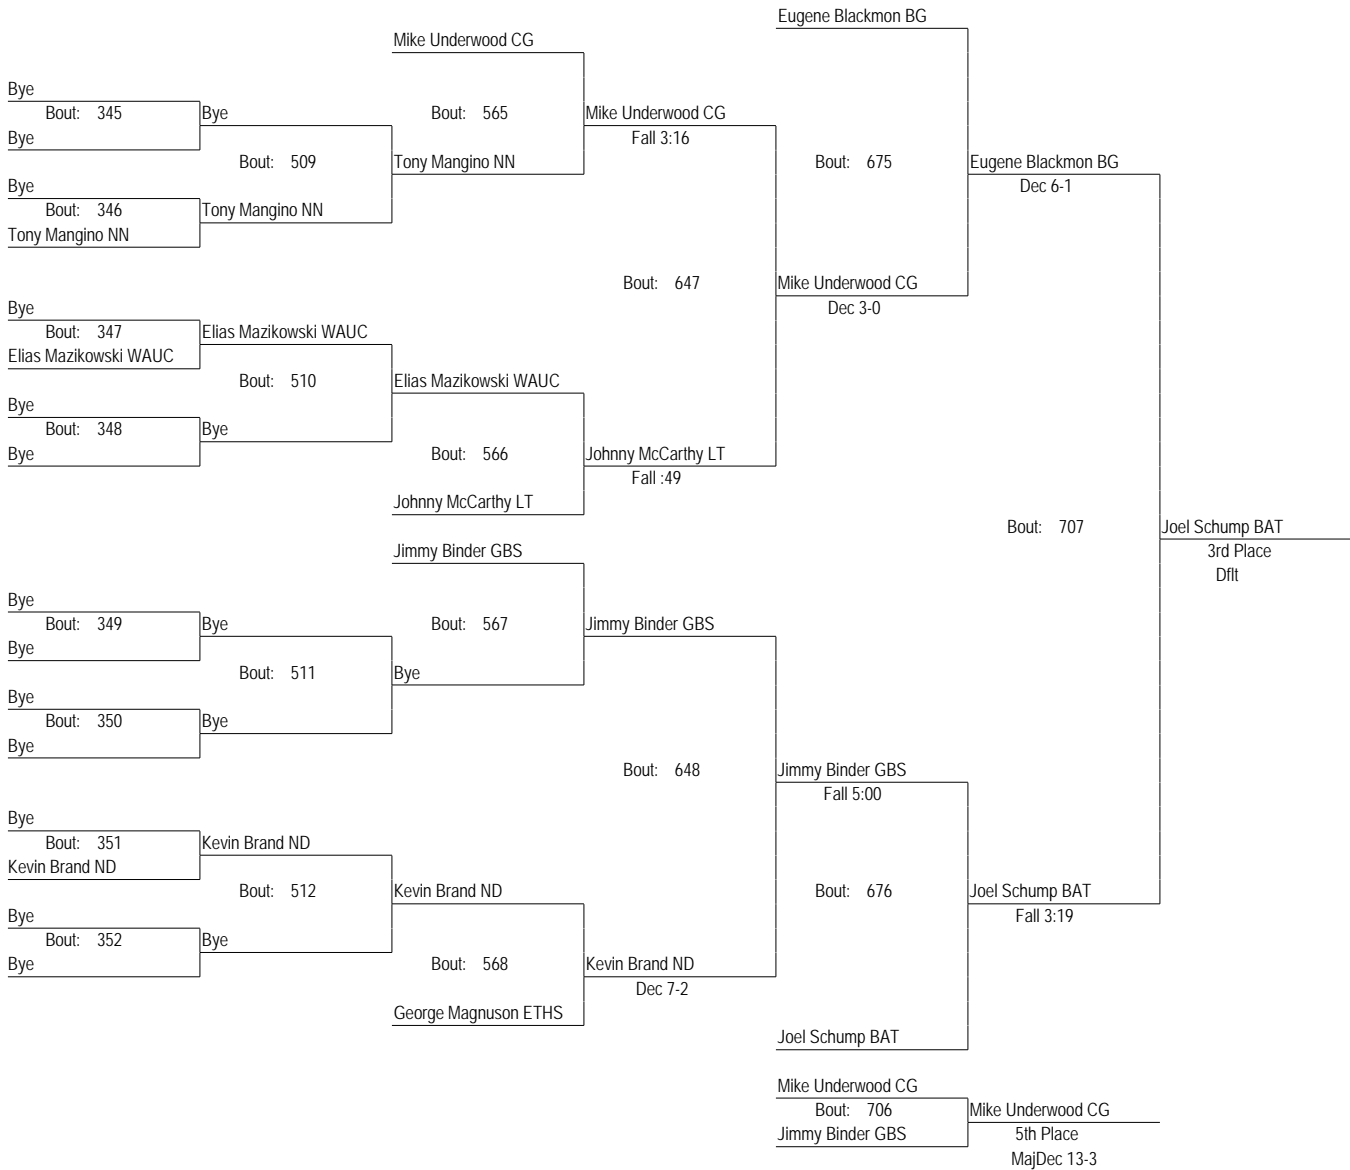 Eugene Blackmon BG
Mike Underwood CG
Bye
Bout: 345
Bye
Bout: 565
Mike Underwood CG
Bye
Fall 3:16
Bout: 509
Tony Mangino NN
Bout: 675
Eugene Blackmon BG
Bye
Dec 6-1
Bout: 346
Tony Mangino NN
Tony Mangino NN
Bout: 647
Mike Underwood CG
Bye
Dec 3-0
Bout: 347
Elias Mazikowski WAUC
Elias Mazikowski WAUC
Bout: 510
Elias Mazikowski WAUC
Bye
Bout: 348
Bye
Bye
Bout: 566
Johnny McCarthy LT
Fall :49
Johnny McCarthy LT
Bout: 707
Joel Schump BAT
Jimmy Binder GBS
3rd Place
Dflt
Bye
Bout: 349
Bye
Bout: 567
Jimmy Binder GBS
Bye
Bout: 511
Bye
Bye
Bout: 350
Bye
Bye
Bout: 648
Jimmy Binder GBS
Fall 5:00
Bye
Bout: 351
Kevin Brand ND
Kevin Brand ND
Bout: 512
Kevin Brand ND
Bout: 676
Joel Schump BAT
Bye
Fall 3:19
Bout: 352
Bye
Bye
Bout: 568
Kevin Brand ND
Dec 7-2
George Magnuson ETHS
Joel Schump BAT
Mike Underwood CG
Bout: 706
Mike Underwood CG
Jimmy Binder GBS
5th Place
MajDec 13-3